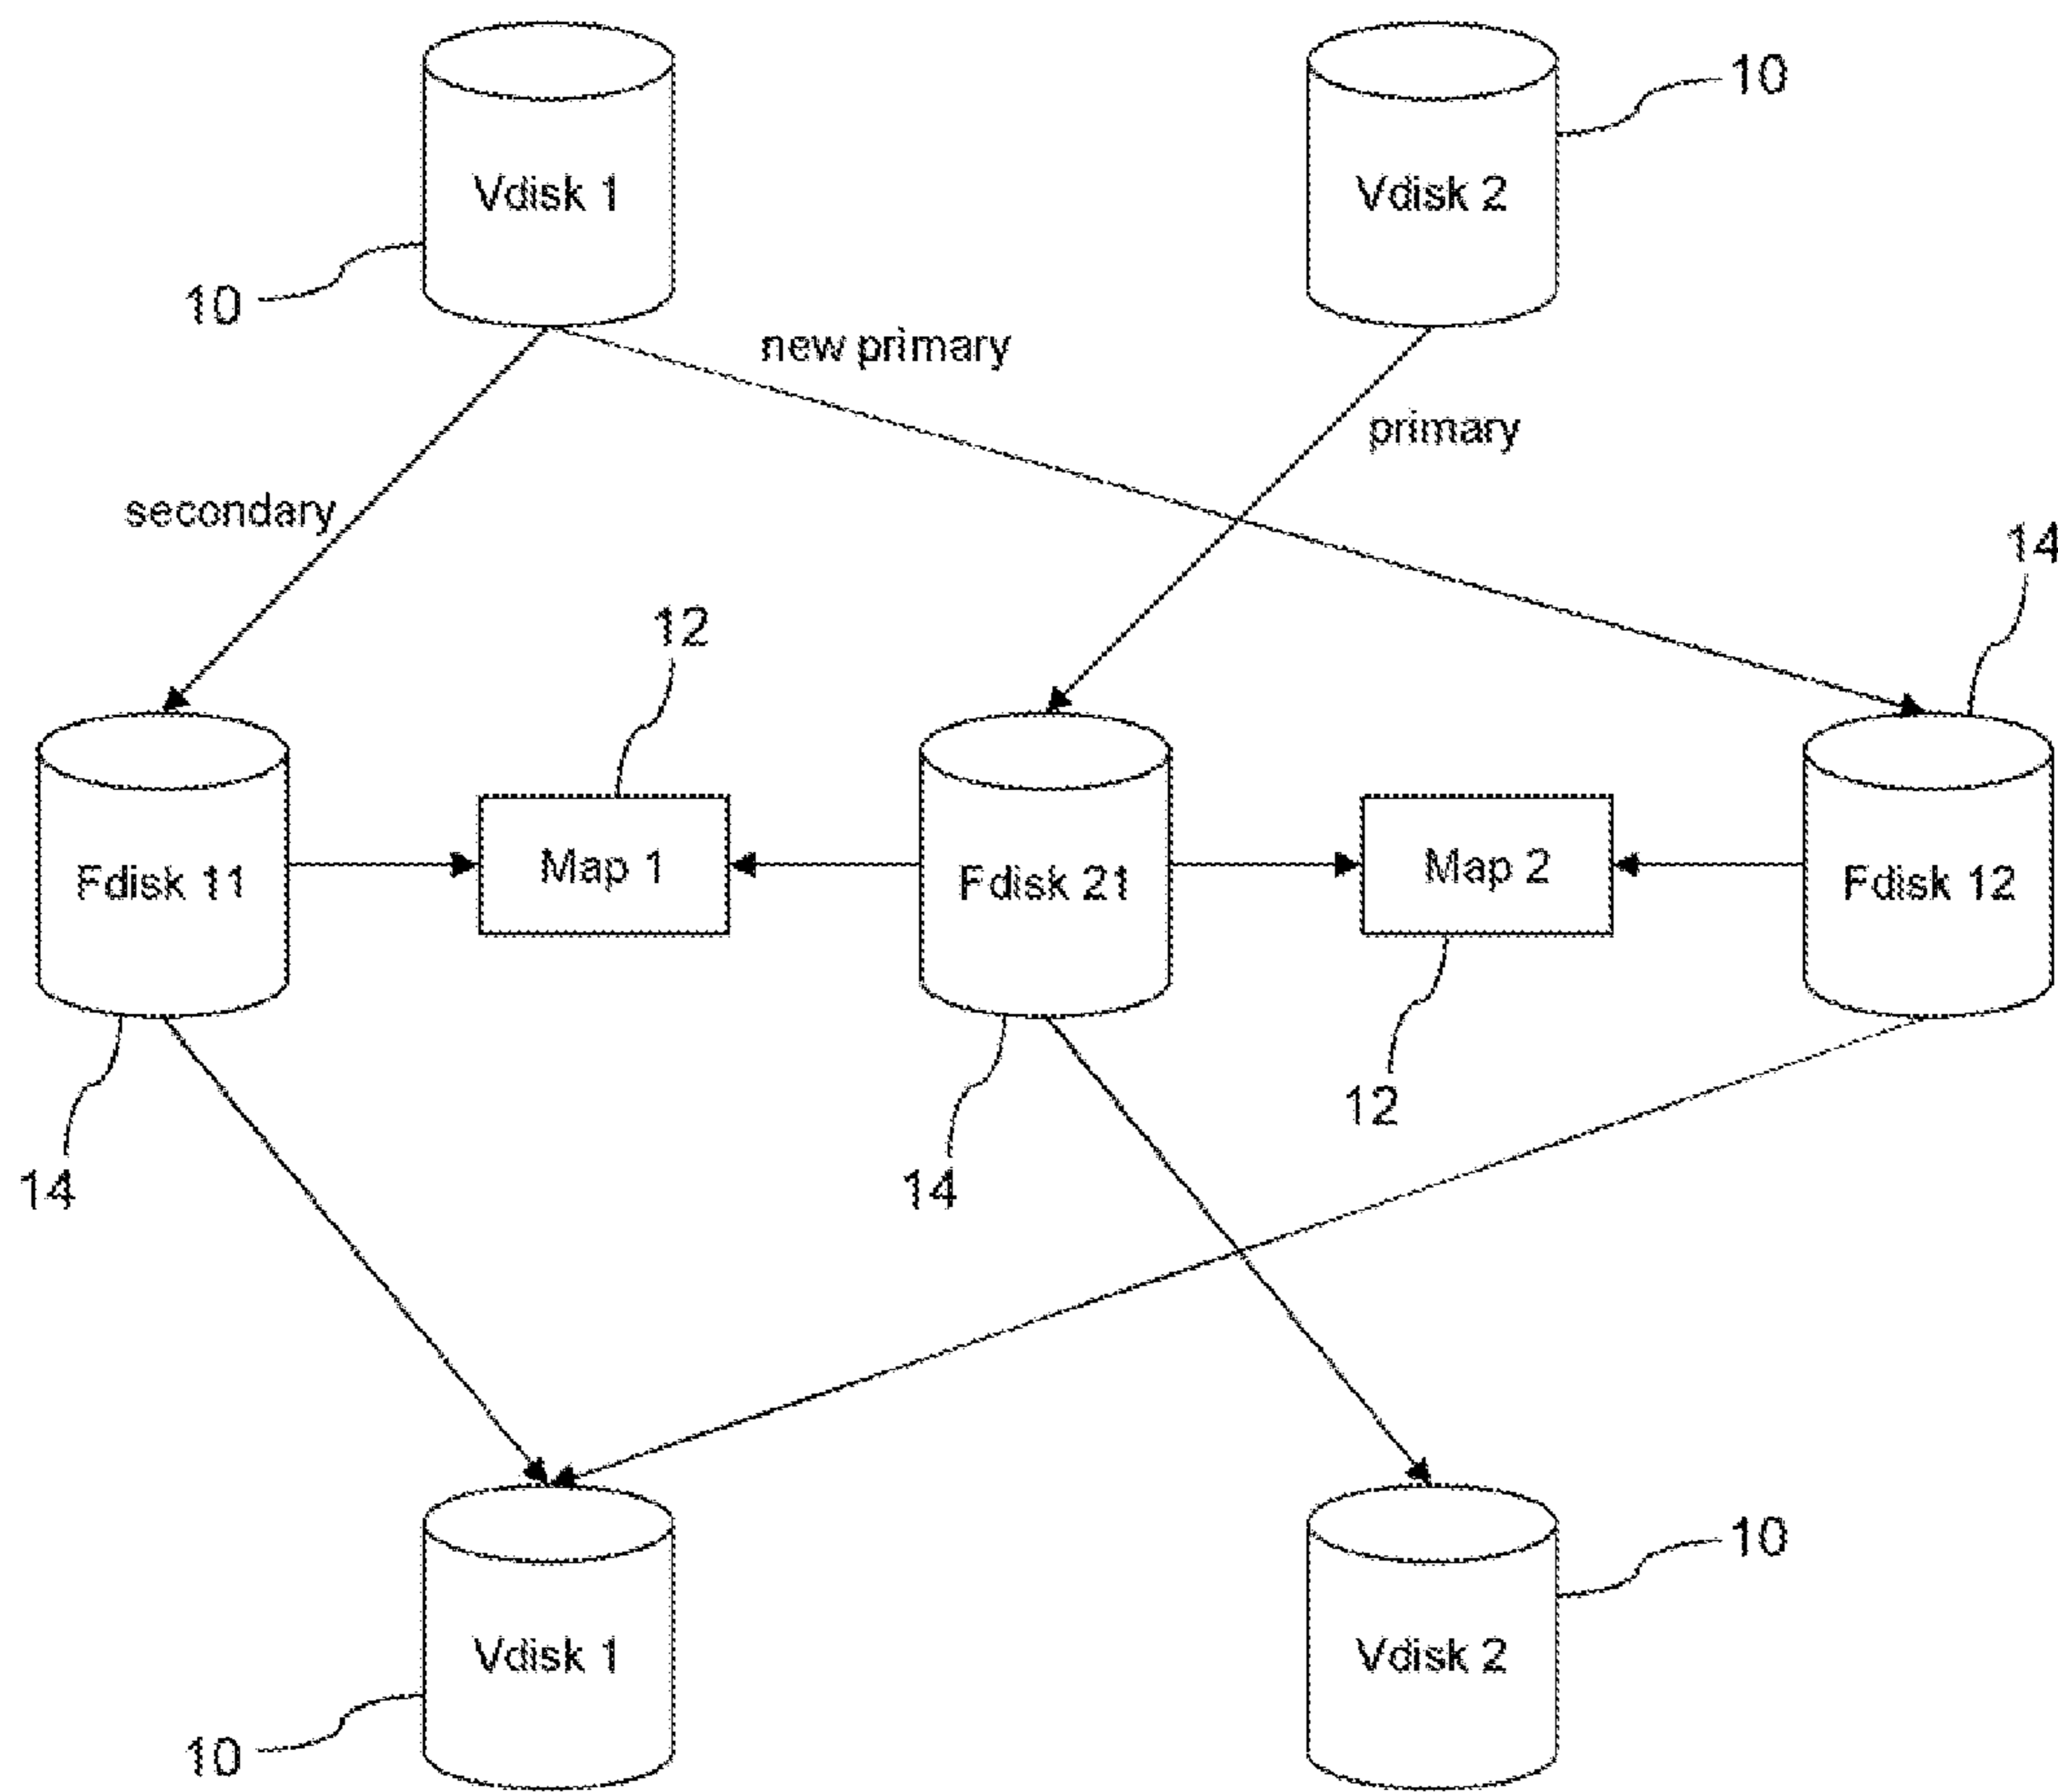 Vdisk 1
10
Vdisk 2
10
new primary
primary
secondary
14
12
Fdisk 11
Map 1
Fdisk 21
Map 2
Fdisk 12
14
14
12
Vdisk 1
10
Vdisk 2
10